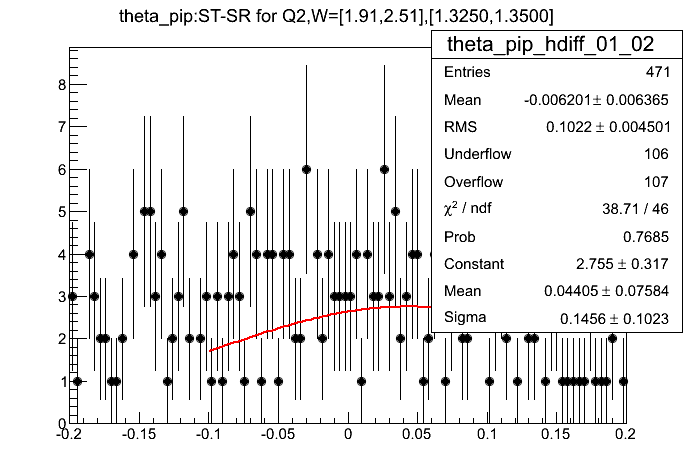 theta_pip:ST-SR for Q2,W=[1.91,2.51],[1.3250,1.3500]
theta_pip_hdiff_01_02
Entries 471
Mean -0.006201± 0.006365
RMS 0.1022 ± 0.004501
Underflow 106
Overflow 107
χ² / ndf 38.71 / 46
Prob 0.7685
Constant 2.755 ± 0.317
Mean 0.04405 ± 0.07584
Sigma 0.1456 ± 0.1023
8
7
6
5
4
3
2
1
0
-0.2 -0.15 -0.1 -0.05 0 0.05 0.1 0.15 0.2